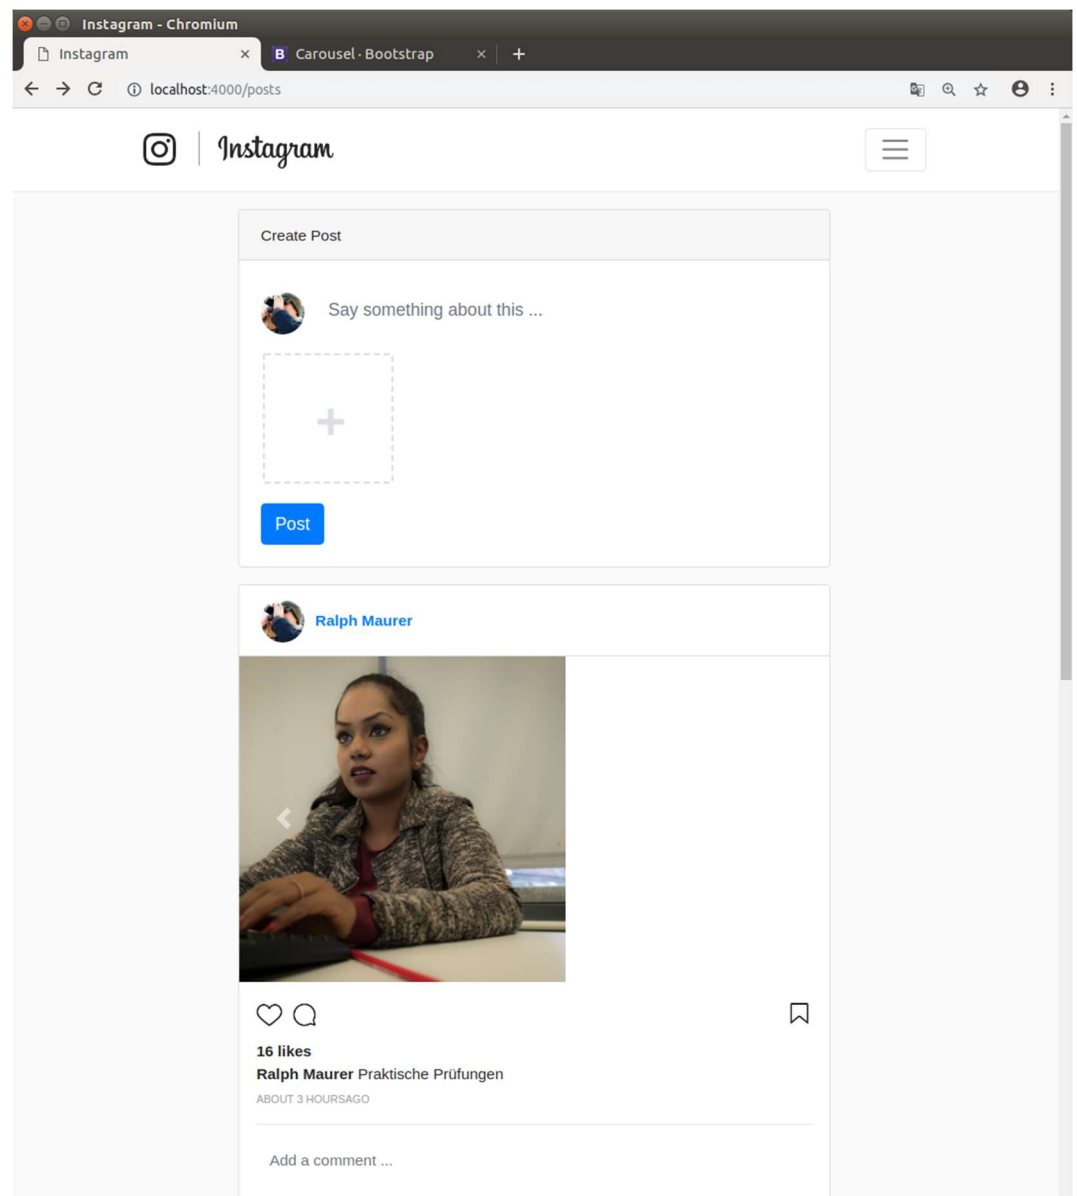 Instagram - Chromium
Instagram × B Carousel · Bootstrap × +
localhost:4000/posts
Instagram
Create Post
Say something about this ...
Post
Ralph Maurer
16 likes
Ralph Maurer Praktische Prüfungen
ABOUT 3 HOURSAGO
Add a comment ...